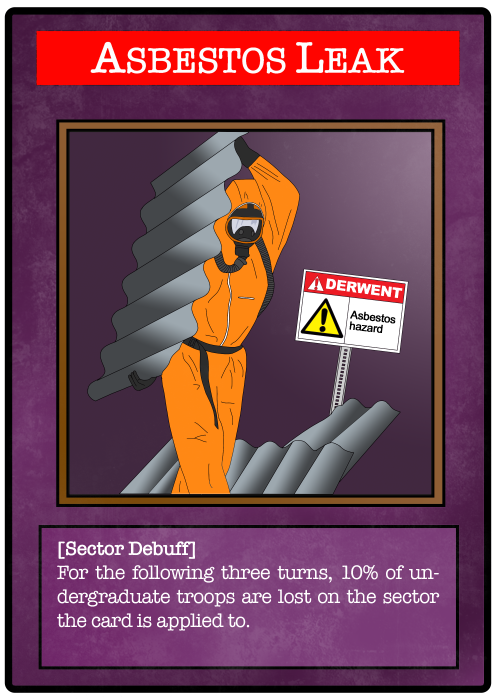 ASBESTOS LEAK
DERWENT
Asbestos
hazard
[Sector Debuff]
For the following three turns, 10% of un-
dergraduate troops are lost on the sector
the card is applied to.